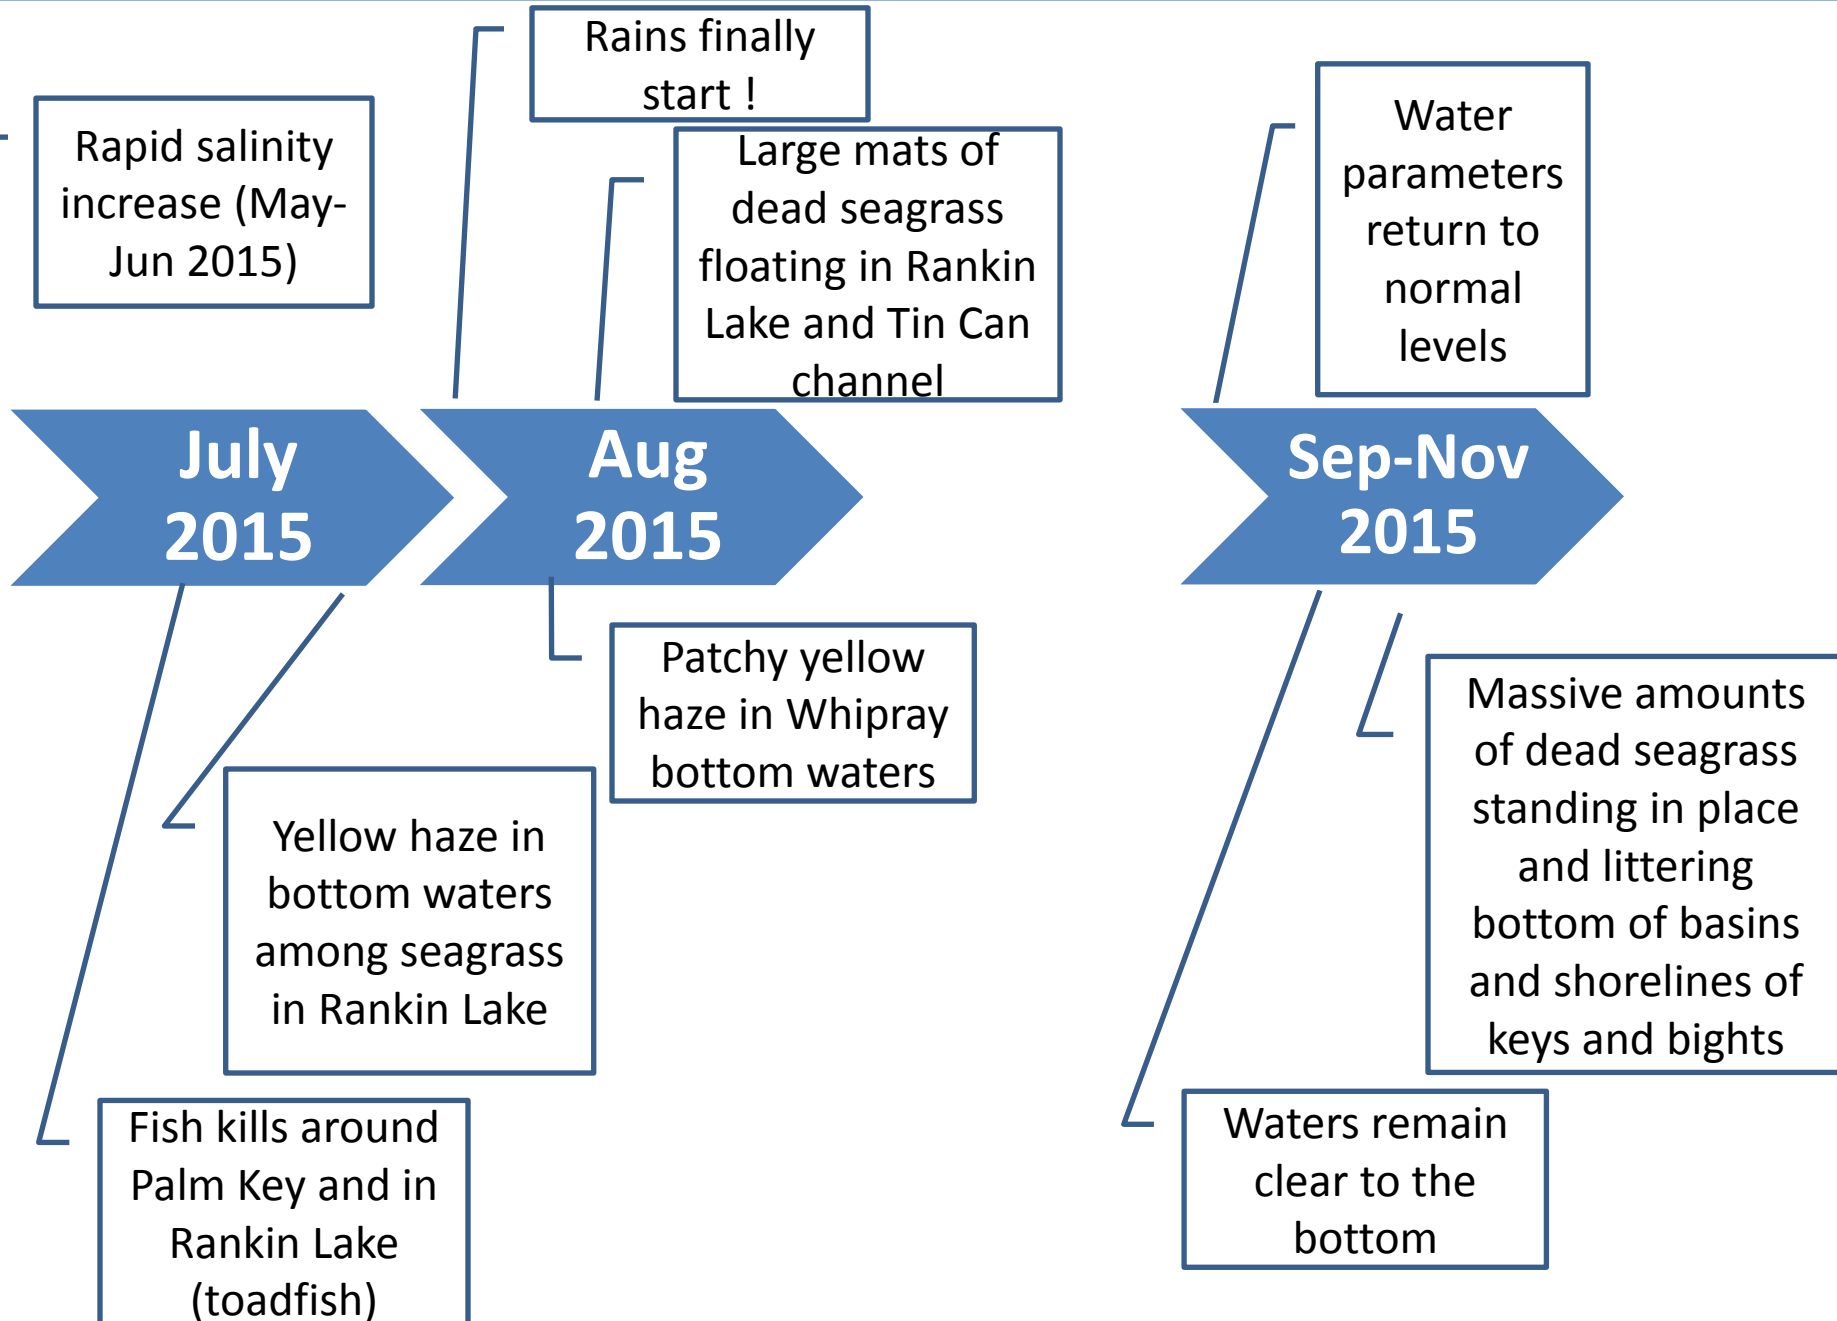 Rapid salinity
increase (May-
Jun 2015)
Rains finally
start !
Large mats of
dead seagrass
floating in Rankin
Lake and Tin Can
channel
Water
parameters
return to
normal
levels
July
2015
Aug
2015
Sep-Nov
2015
Fish kills around
Palm Key and in
Rankin Lake
(toadfish)
Yellow haze in
bottom waters
among seagrass
in Rankin Lake
Patchy yellow
haze in Whipray
bottom waters
Waters remain
clear to the
bottom
Massive amounts
of dead seagrass
standing in place
and littering
bottom of basins
and shorelines of
keys and bights